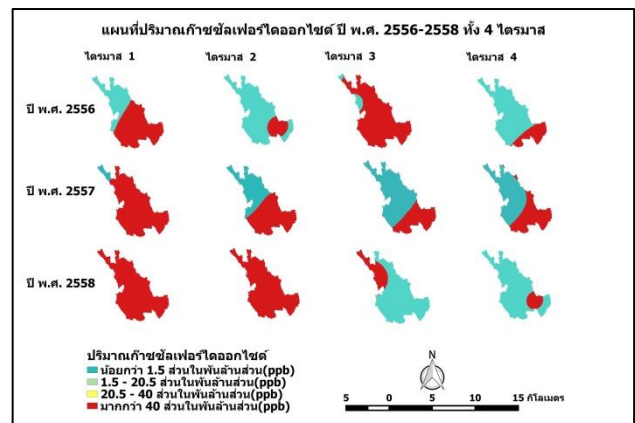 แผนที่ปริมาณก๊าซซัลเฟอร์ไดออกไซด์ ปี พ.ศ. 2556-2558 ทั้ง 4 ไตรมาส
ไตรมาส 1 ไตรมาส 2 ไตรมาส 3 ไตรมาส 4
ปี พ.ศ. 2556
ปี พ.ศ. 2557
ปี พ.ศ. 2558
ปริมาณก๊าซซัลเฟอร์ไดออกไซด์
น้อยกว่า 1.5 ส่วนในพันล้านส่วน(ppb)
1.5 - 20.5 ส่วนในพันล้านส่วน(ppb)
20.5 - 40 ส่วนในพันล้านส่วน(ppb)
มากกว่า 40 ส่วนในพันล้านส่วน(ppb)
N
5 0 5 10 15 กิโลเมตร